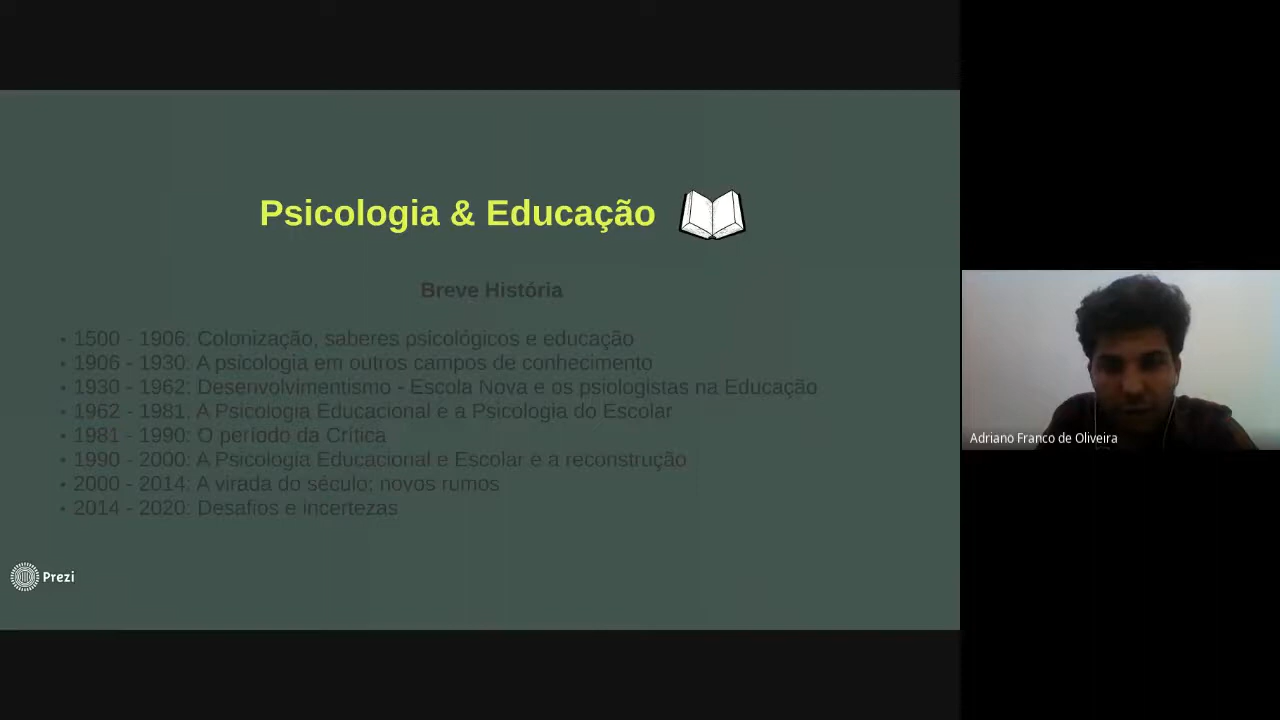 Psicologia & Educação
Breve História
• 1500 - 1906: Colonização, saberes psicológicos e educação
• 1906 - 1930: A psicologia em outros campos de conhecimento
• 1930 - 1962: Desenvolvimentismo - Escola Nova e os psiologistas na Educação
• 1962 - 1981: A Psicologia Educacional e a Psicologia do Escolar
• 1981 - 1990: O período da Crítica
• 1990 - 2000: A Psicologia Educacional e Escolar e a reconstrução
• 2000 - 2014: A virada do século: novos rumos
• 2014 - 2020: Desafios e incertezas
Prezi
Adriano Franco de Oliveira